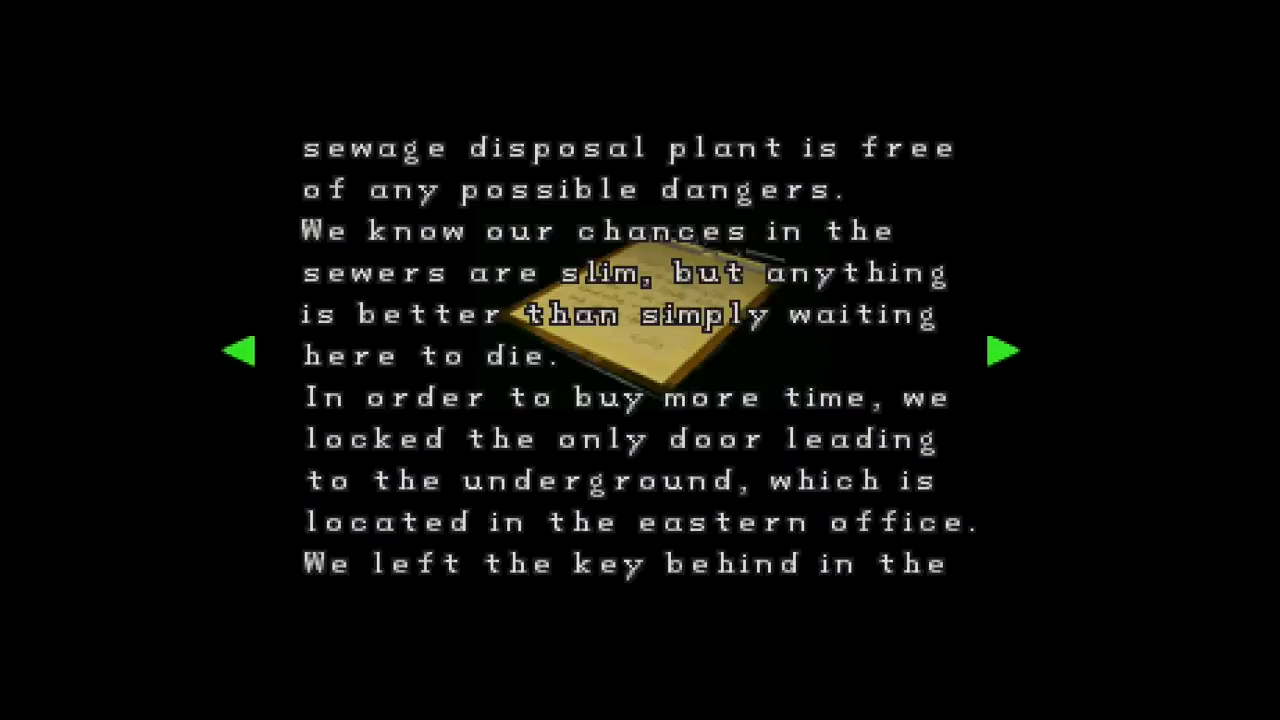 sewage disposal plant is free
of any possible dangers.
We know our chances in the
sewers are slim, but anything
is better than simply waiting
here to die.
In order to buy more time, we
locked the only door leading
to the underground, which is
located in the eastern office.
We left the key behind in the